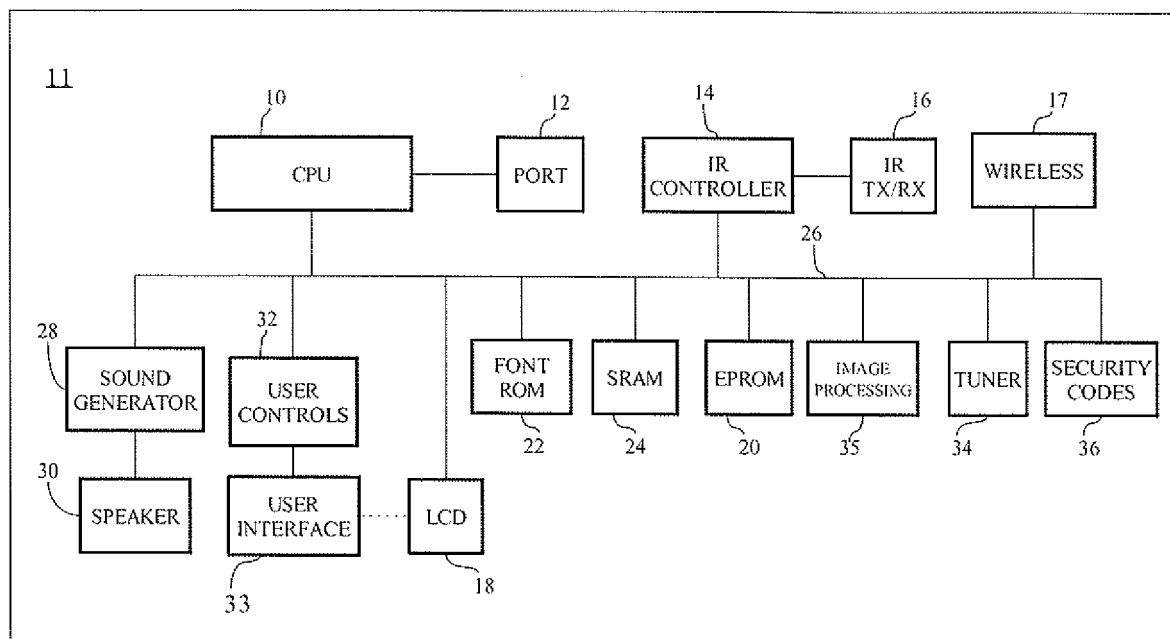 11
10
12
14
16
17
CPU
PORT
IR
CONTROLLER
IR
TX/RX
WIRELESS
26
28
32
SOUND
GENERATOR
USER
CONTROLS
FONT
ROM
SRAM
EPROM
IMAGE
PROCESSING
TUNER
SECURITY
CODES
22
24
20
35
34
36
30
SPEAKER
USER
INTERFACE
LCD
33
18